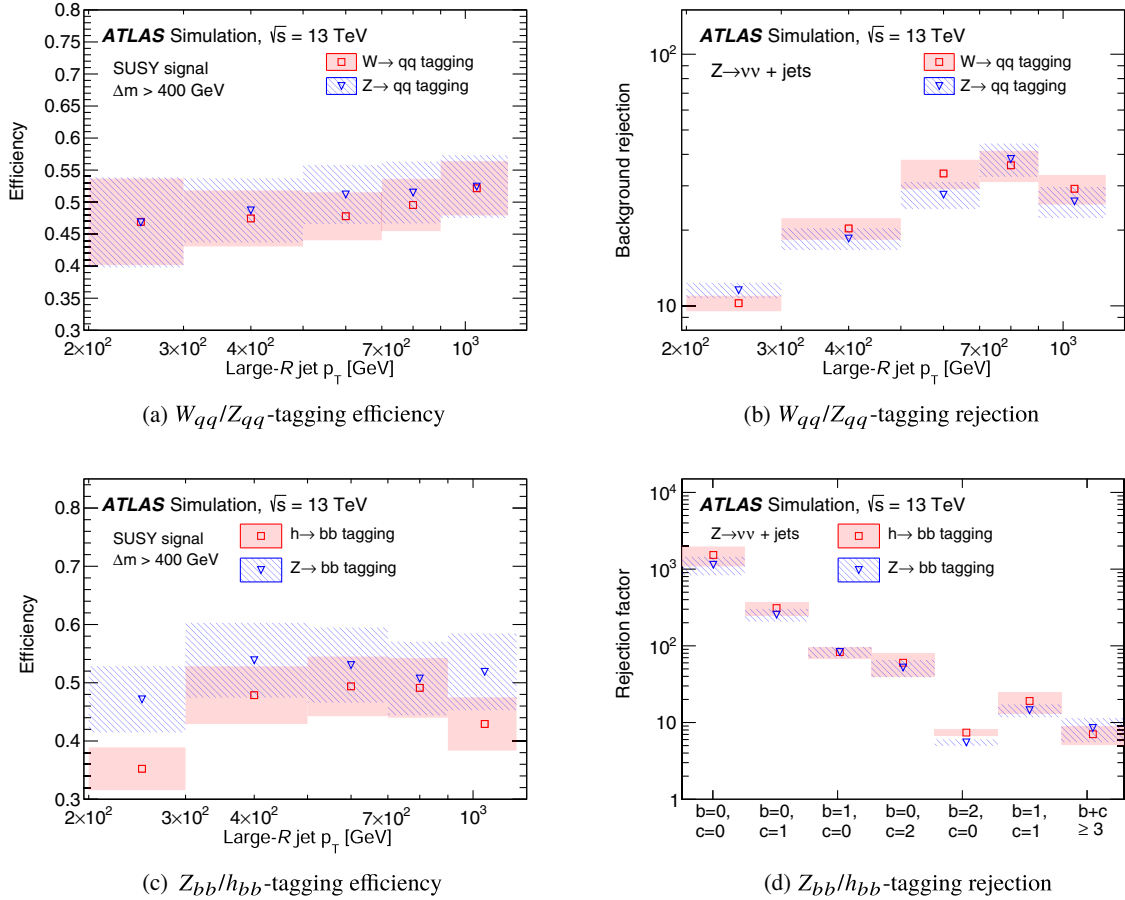 ATLAS Simulation, √s = 13 TeV
SUSY signal
Δm > 400 GeV
W→ qq tagging
Z→ qq tagging
Efficiency
0.8
0.75
0.7
0.65
0.6
0.55
0.5
0.45
0.4
0.35
0.3
2×10²
3×10²
4×10²
7×10²
10³
Large-R jet p_T [GeV]
(a) W_qq/Z_qq-tagging efficiency
ATLAS Simulation, √s = 13 TeV
Z→νν + jets
W→ qq tagging
Z→ qq tagging
Background rejection
10²
10
2×10²
3×10²
4×10²
7×10²
10³
Large-R jet p_T [GeV]
(b) W_qq/Z_qq-tagging rejection
ATLAS Simulation, √s = 13 TeV
SUSY signal
Δm > 400 GeV
h→ bb tagging
Z→ bb tagging
Efficiency
0.8
0.7
0.6
0.5
0.4
0.3
2×10²
3×10²
4×10²
7×10²
10³
Large-R jet p_T [GeV]
(c) Z_bb/h_bb-tagging efficiency
ATLAS Simulation, √s = 13 TeV
Z→νν + jets
h→ bb tagging
Z→ bb tagging
Rejection factor
10⁴
10³
10²
10
1
b=0, c=0
b=0, c=1
b=1, c=0
b=0, c=2
b=2, c=0
b=1, c=1
b+c ≥ 3
(d) Z_bb/h_bb-tagging rejection